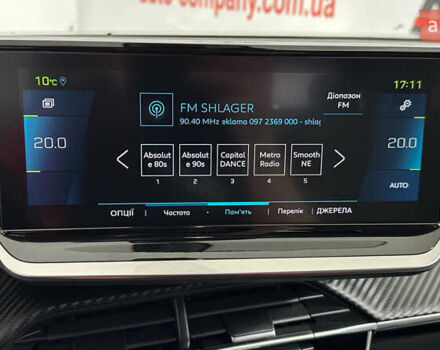 auto-company.com.ua
10°C
17:11
FM SHLAGER
90.40 MHz eklama 097 2369 000 - shlag
Діапазон
FM
20.0
20.0
Absolut
e 80s
Absolut
e 90s
Capital
DANCE
Metro
Radio
Smooth
NE
1 2 3 4 5
AUTO
ОПЦІЇ Частота Пам'ять Перелік ДЖЕРЕЛА